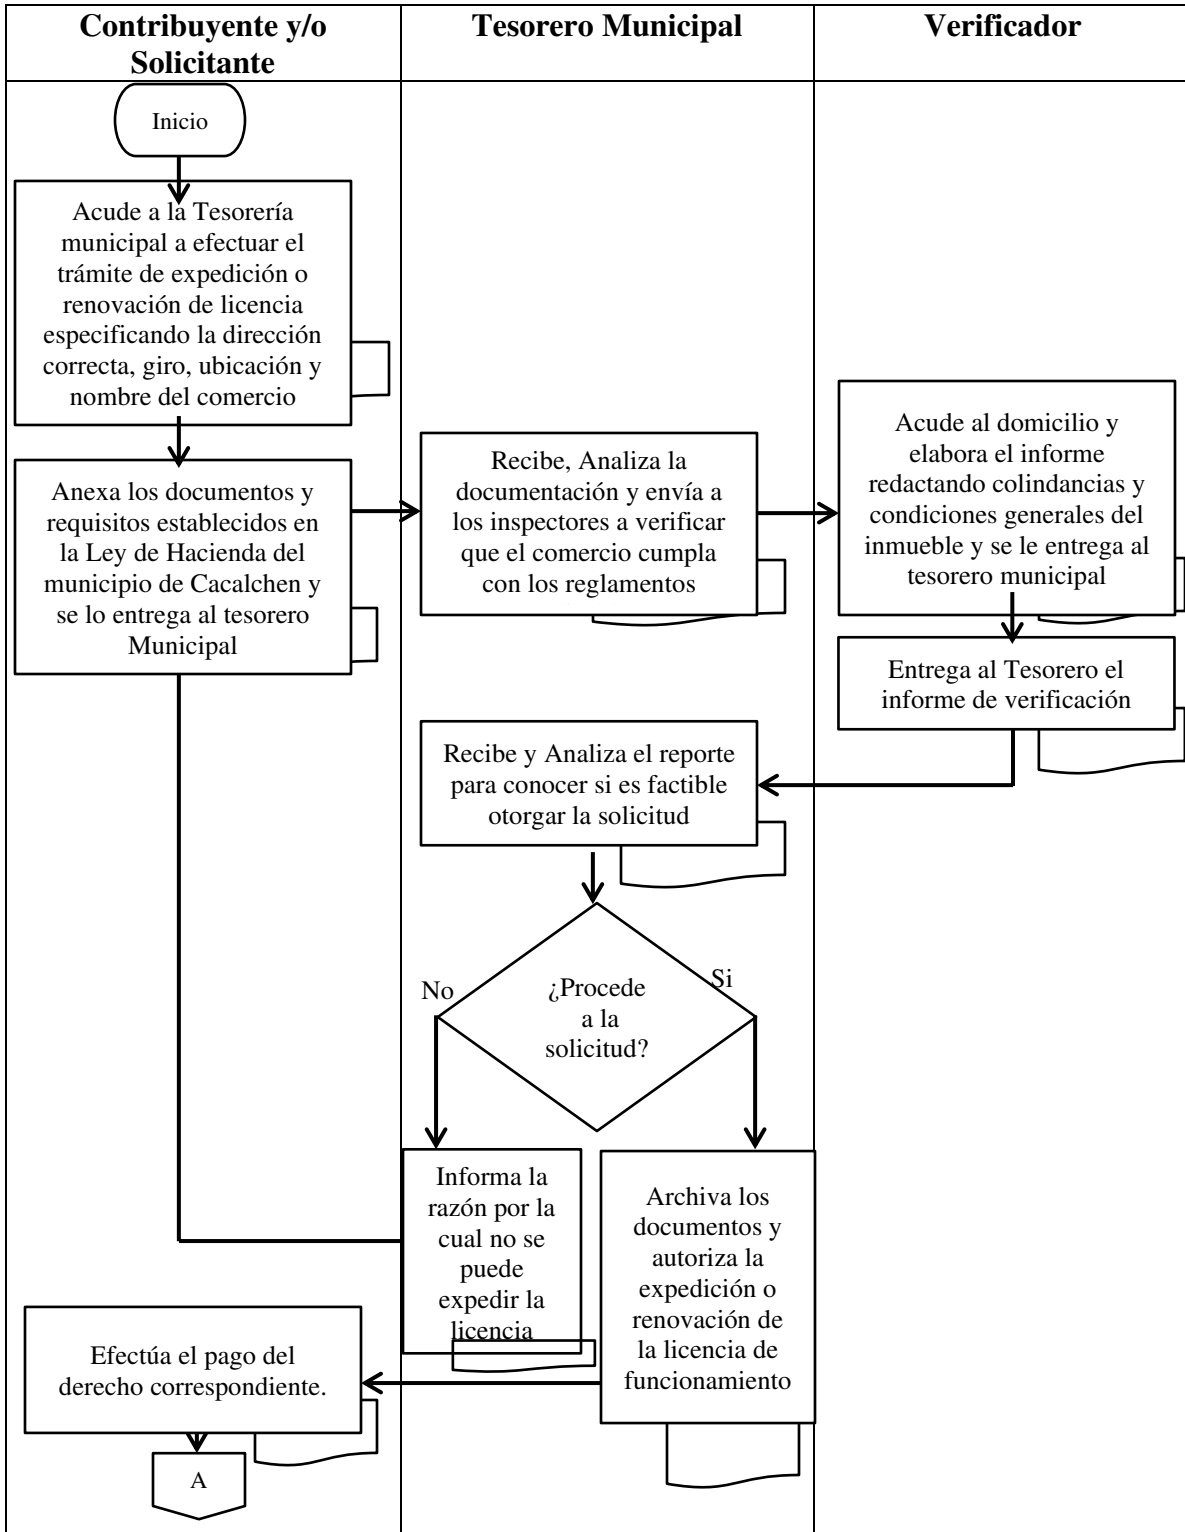 Contribuyente y/o
Solicitante
Tesorero Municipal
Verificador
Inicio
Acude a la Tesorería
municipal a efectuar el
trámite de expedición o
renovación de licencia
especificando la dirección
correcta, giro, ubicación y
nombre del comercio
Anexa los documentos y
requisitos establecidos en
la Ley de Hacienda del
municipio de Cacalchen y
se lo entrega al tesorero
Municipal
Recibe, Analiza la
documentación y envía a
los inspectores a verificar
que el comercio cumpla
con los reglamentos
Acude al domicilio y
elabora el informe
redactando colindancias y
condiciones generales del
inmueble y se le entrega al
tesorero municipal
Entrega al Tesorero el
informe de verificación
Recibe y Analiza el reporte
para conocer si es factible
otorgar la solicitud
¿Procede
a la
solicitud?
No
Si
Informa la
razón por la
cual no se
puede
expedir la
licencia
Archiva los
documentos y
autoriza la
expedición o
renovación de
la licencia de
funcionamiento
Efectúa el pago del
derecho correspondiente.
A